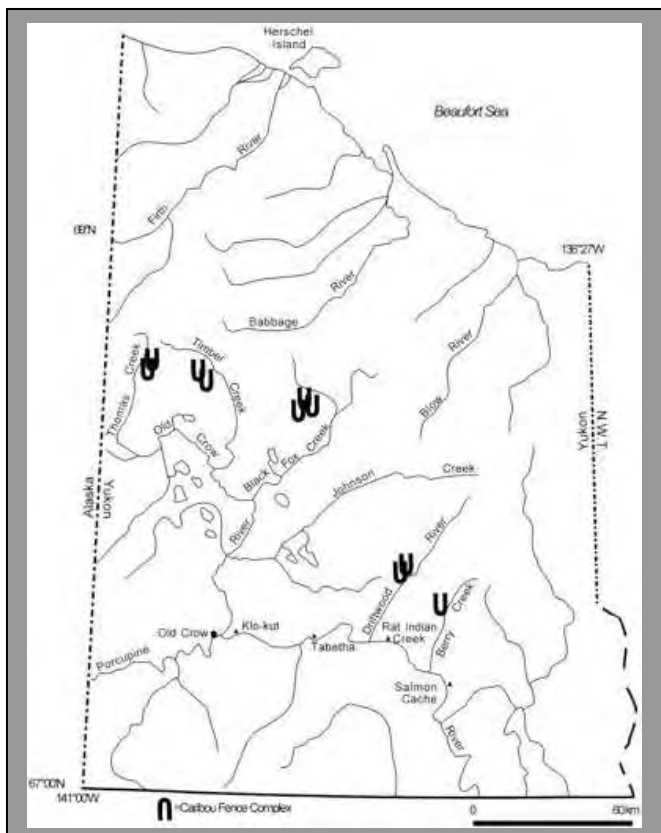 Herschel
Island
Beaufort Sea
Firth
River
69°N
136°27'W
Babbage
River
Blow
River
Thomas
Creek
Timber
Creek
Old
Crow
River
Black
Fox
Creek
Johnson
Creek
Alaska
Yukon
Yukon
N.W.T.
Driftwood
River
Rat Indian
Creek
Berry
Creek
Old Crow
Klo-kut
Tabetha
Porcupine
Salmon
Cache
River
67°00'N
141°00'W
=Caribou Fence Complex
0
60km